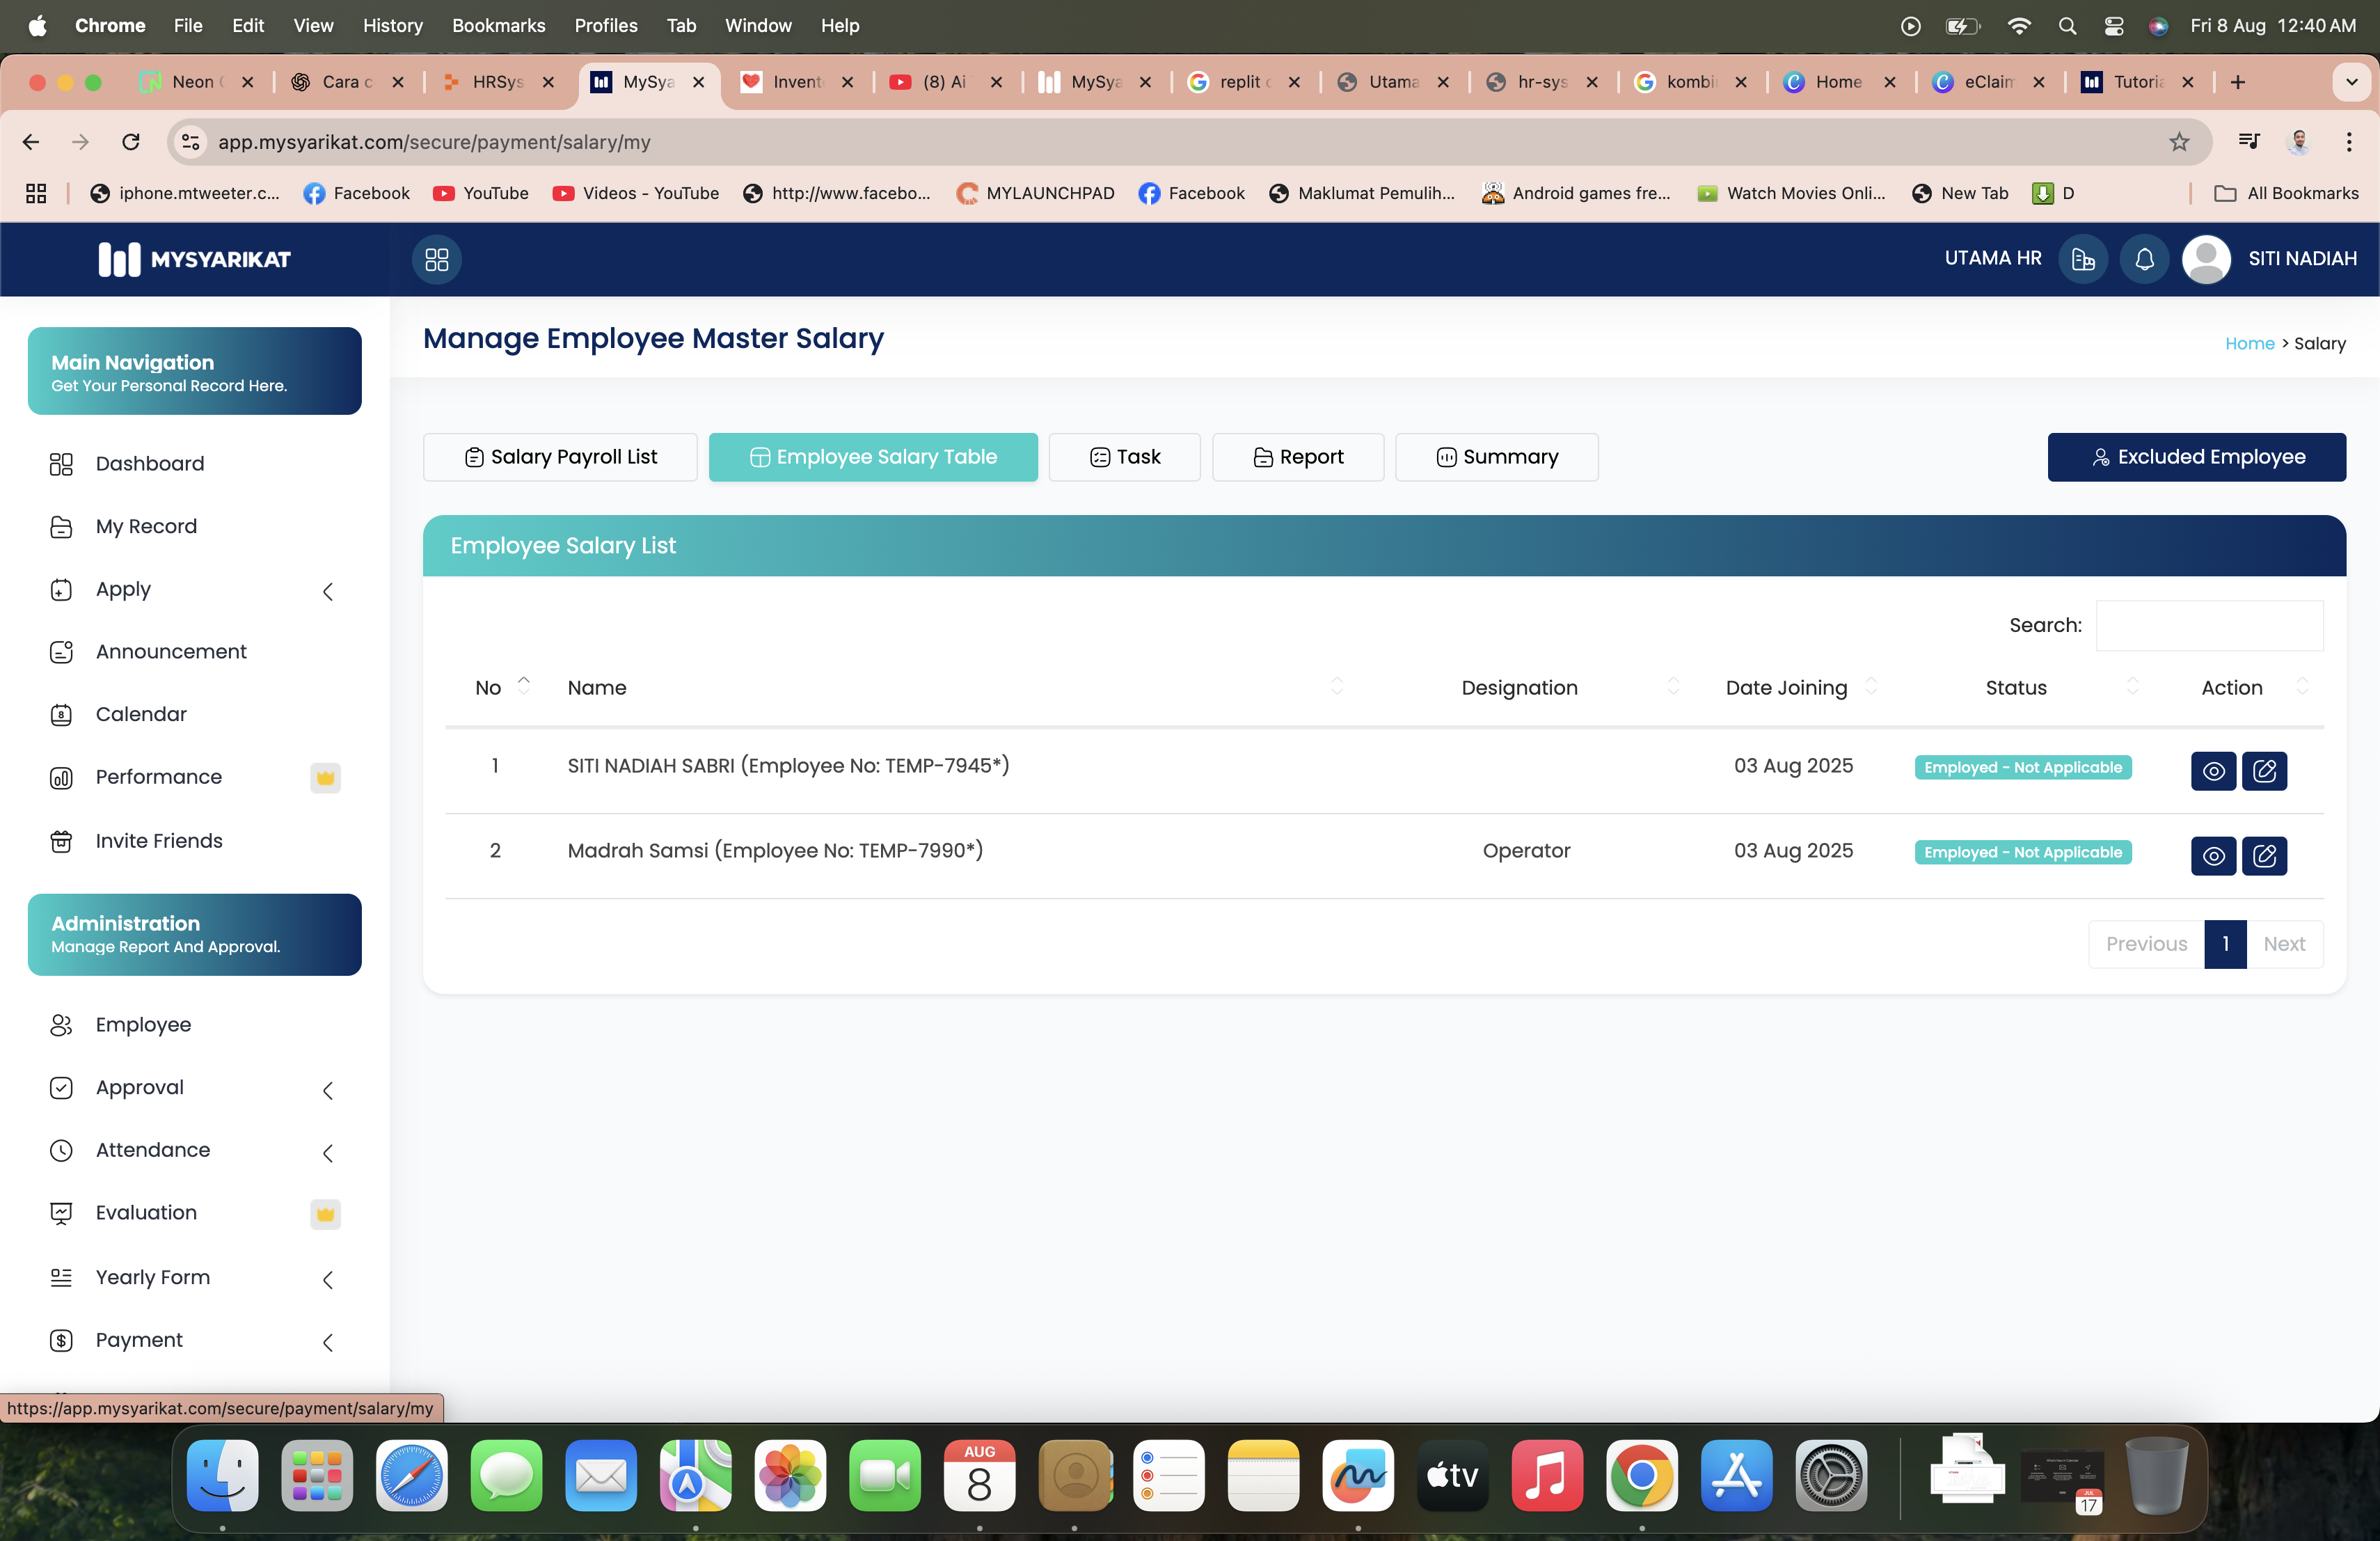 Chrome File Edit View History Bookmarks Profiles Tab Window Help Fri 8 Aug 12:40 AM
Neon Cara c HRSys MySya Invent (8) Ai MySya replit Utama hr-sys kombi Home eClaim Tutoria
app.mysyarikat.com/secure/payment/salary/my
iphone.mtweeter.c... Facebook YouTube Videos - YouTube http://www.facebo... MYLAUNCHPAD Facebook Maklumat Pemulih... Android games fre... Watch Movies Onli... New Tab D All Bookmarks
MYSYARIKAT UTAMA HR SITI NADIAH
Manage Employee Master Salary
Home > Salary
Main Navigation
Get Your Personal Record Here.
Dashboard
My Record
Apply
Announcement
Calendar
8
Performance
Invite Friends
Administration
Manage Report And Approval.
Employee
Approval
Attendance
Evaluation
Yearly Form
Payment
Salary Payroll List Employee Salary Table Task Report Summary Excluded Employee
Employee Salary List
Search:
No Name Designation Date Joining Status Action
1 SITI NADIAH SABRI (Employee No: TEMP-7945*) 03 Aug 2025 Employed - Not Applicable
2 Madrah Samsi (Employee No: TEMP-7990*) Operator 03 Aug 2025 Employed - Not Applicable
Previous 1 Next
https://app.mysyarikat.com/secure/payment/salary/my
AUG
8
tv
JUL
17